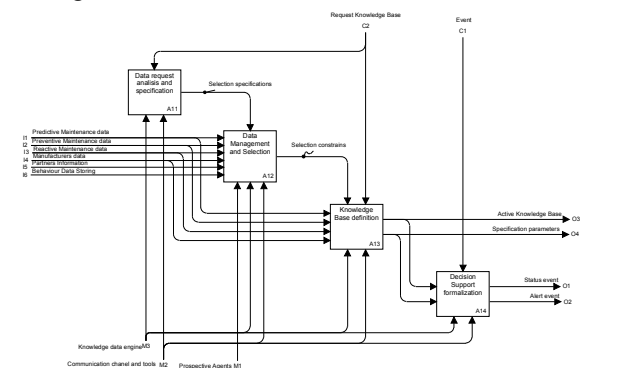 Request Knowledge Base
C2
Event
C1
Data request
analisis and
specification
A11
Selection specifications
I1 Predictive Maintenance data
I2 Preventive Maintenance data
I3 Reactive Maintenance data
I4 Manufacturers data
I5 Partners Information
I6 Behaviour Data Storing
Data
Management
and Selection
A12
Selection constrains
Knowledge
Base definition
A13
Active Knowledge Base O3
Specification parameters O4
Decision
Support
formalization
A14
Status event O1
Alert event O2
Knowledge data engine M3
Communication chanel and tools M2
Prospective Agents M1